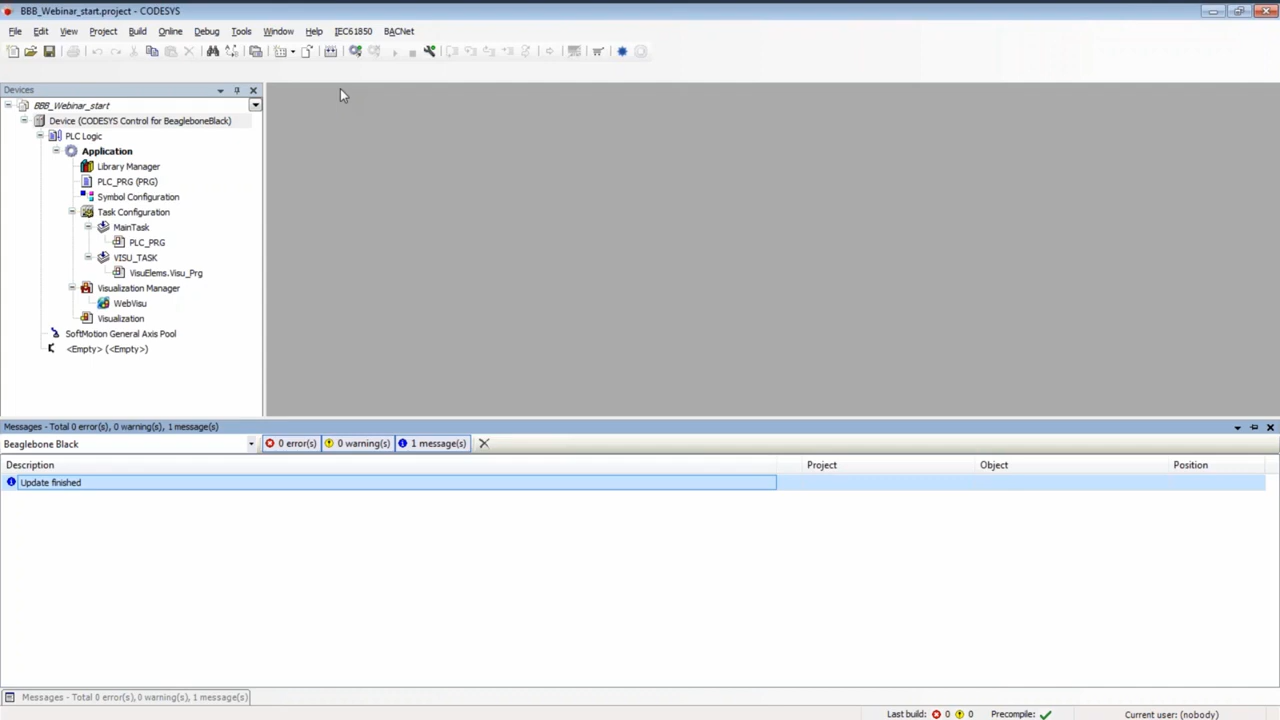 BBB_Webinar_start.project - CODESYS
File Edit View Project Build Online Debug Tools Window Help IEC61850 BACNet
Devices
BBB_Webinar_start
Device (CODESYS Control for BeagleboneBlack)
PLC Logic
Application
Library Manager
PLC_PRG (PRG)
Symbol Configuration
Task Configuration
MainTask
PLC_PRG
VISU_TASK
VisuElems.Visu_Prg
Visualization Manager
WebVisu
Visualization
SoftMotion General Axis Pool
<Empty> (<Empty>)
Messages - Total 0 error(s), 0 warning(s), 1 message(s)
Beaglebone Black 0 error(s) 0 warning(s) 1 message(s)
Description Project Object Position
Update finished
Messages - Total 0 error(s), 0 warning(s), 1 message(s)
Last build: 0 0 Precompile: Current user: (nobody)